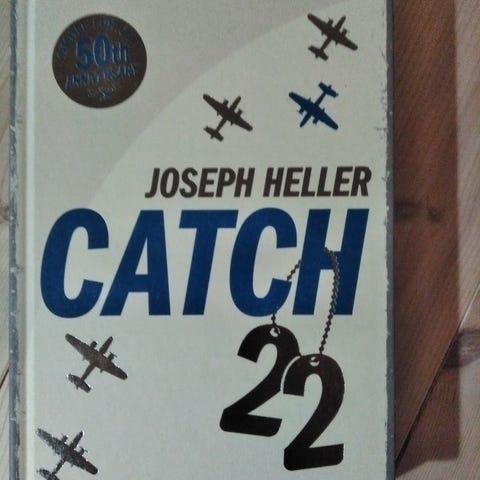 50th
ANNIVERSARY
JOSEPH HELLER
CATCH
22